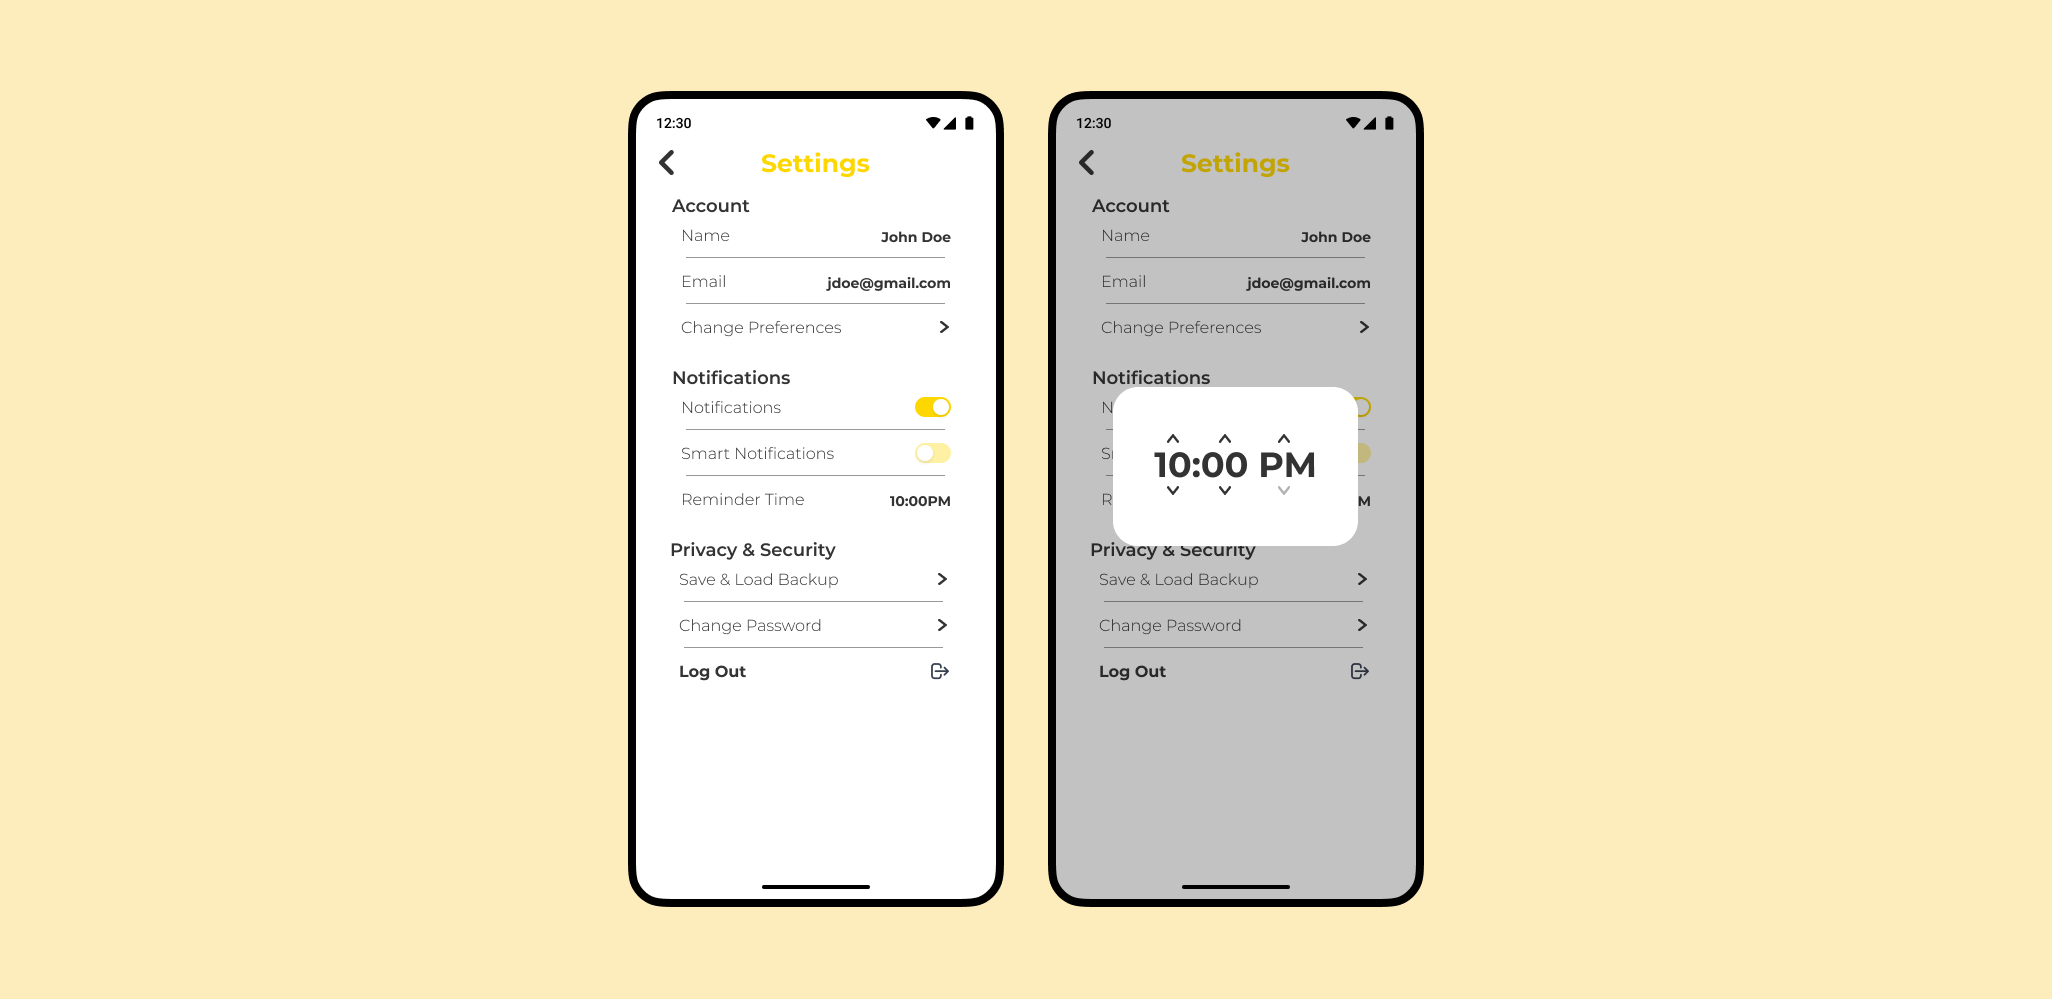 12:30
Settings
Account
Name John Doe
Email jdoe@gmail.com
Change Preferences
Notifications
Notifications
Smart Notifications
Reminder Time 10:00PM
Privacy & Security
Save & Load Backup
Change Password
Log Out
12:30
Settings
Account
Name John Doe
Email jdoe@gmail.com
Change Preferences
Notifications
10:00 PM
Privacy & Security
Save & Load Backup
Change Password
Log Out